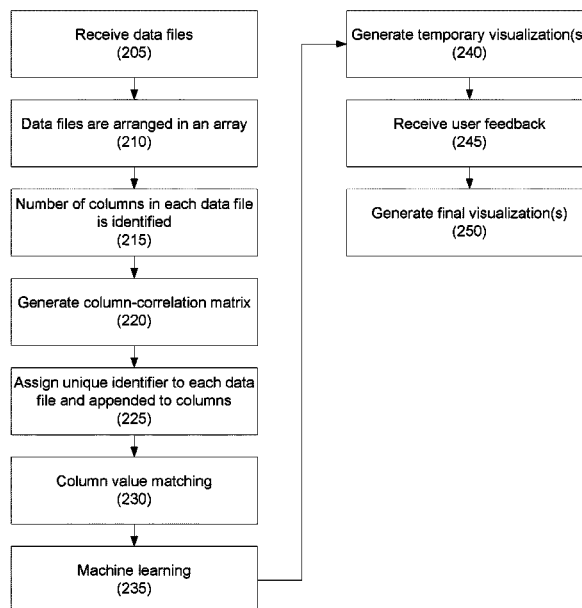 Receive data files
(205)
Data files are arranged in an array
(210)
Number of columns in each data file
is identified
(215)
Generate column-correlation matrix
(220)
Assign unique identifier to each data
file and appended to columns
(225)
Column value matching
(230)
Machine learning
(235)
Generate temporary visualization(s)
(240)
Receive user feedback
(245)
Generate final visualization(s)
(250)